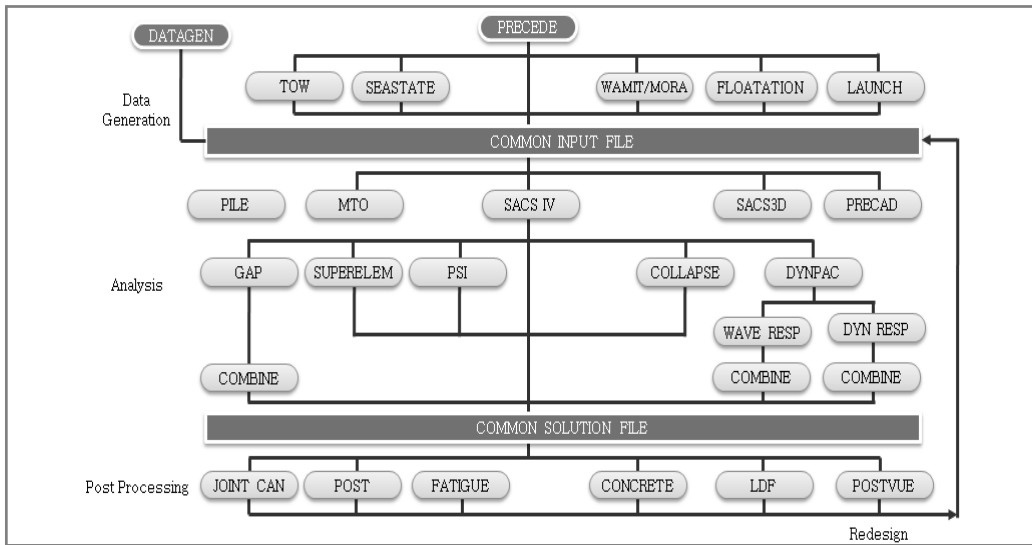 DATAGEN
PRECEDE
TOW
SEASTATE
WAMIT/MORA
FLOATATION
LAUNCH
Data
Generation
COMMON INPUT FILE
PILE
MTO
SACS IV
SACS3D
PRECAD
Analysis
GAP
SUPERELEM
PSI
COLLAPSE
DYNPAC
WAVE RESP
DYN RESP
COMBINE
COMBINE
COMBINE
COMMON SOLUTION FILE
Post Processing
JOINT CAN
POST
FATIGUE
CONCRETE
LDF
POSTVUE
Redesign